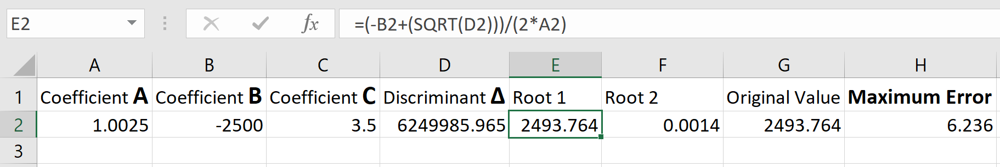 E2 fx =(-B2+(SQRT(D2)))/(2*A2)
A B C D E F G H
1 Coefficient A Coefficient B Coefficient C Discriminant Δ Root 1 Root 2 Original Value Maximum Error
2 1.0025 -2500 3.5 6249985.965 2493.764 0.0014 2493.764 6.236
3